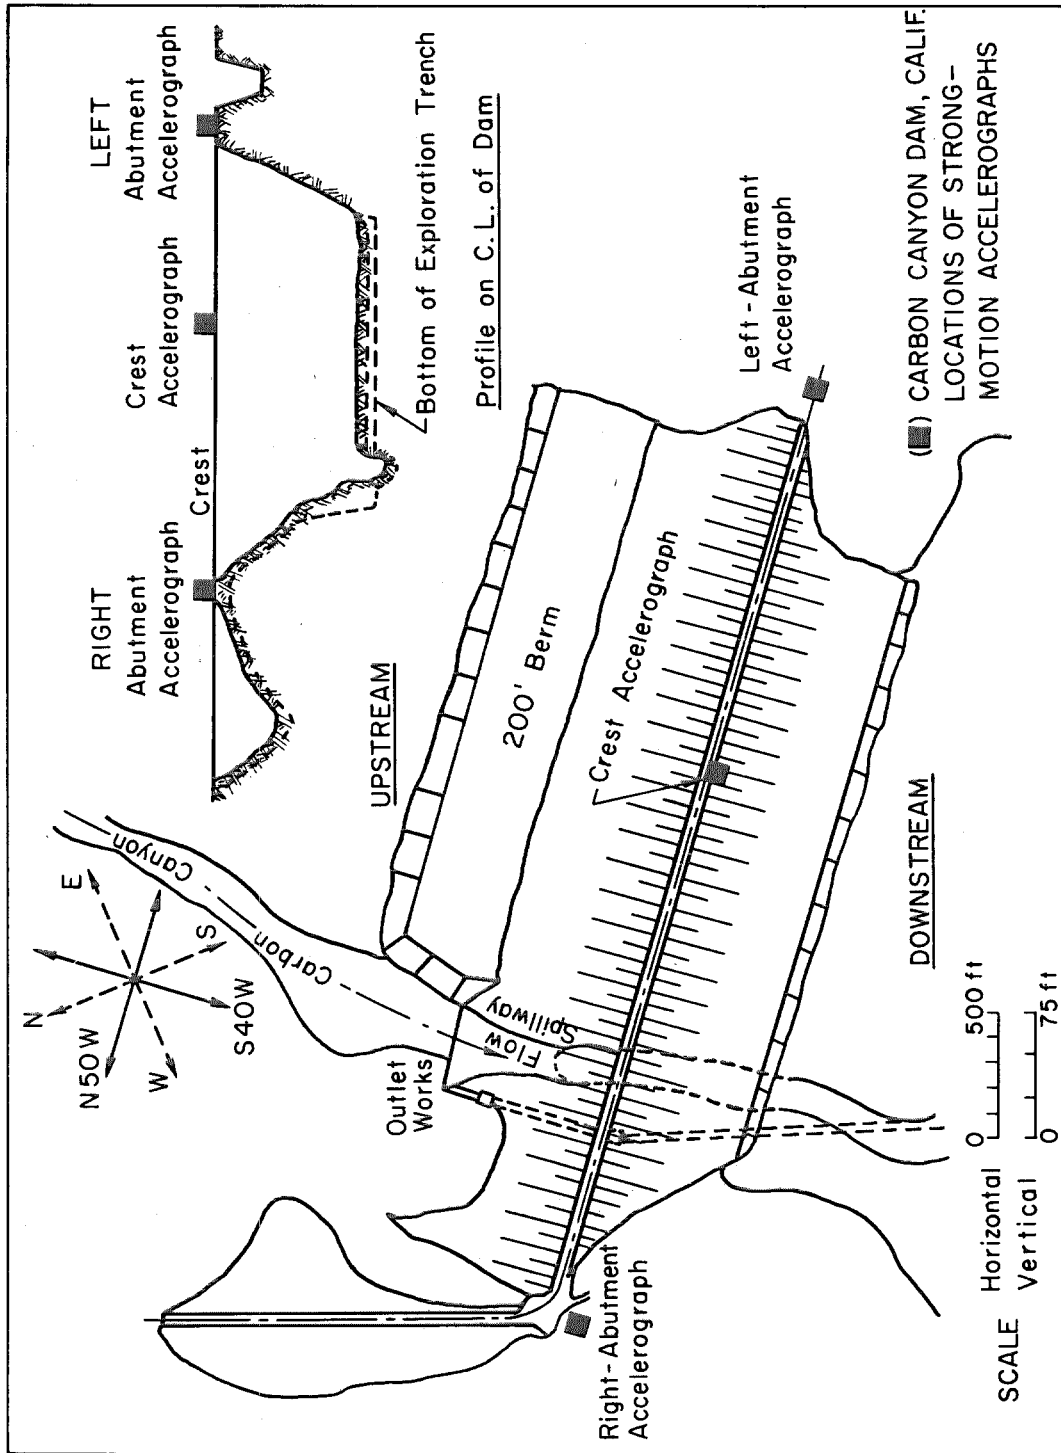 RIGHT
Abutment
Accelerograph
Crest
Crest
Accelerograph
LEFT
Abutment
Accelerograph
Bottom of Exploration Trench
Profile on C. L. of Dam
N
E
S
W
N50W
S40W
Canyon
Carbon
Flow
Spillway
Outlet
Works
UPSTREAM
200' Berm
Crest Accelerograph
Left-Abutment
Accelerograph
Right-Abutment
Accelerograph
DOWNSTREAM
SCALE
Horizontal
0 500 ft
Vertical
0 75 ft
( ) CARBON CANYON DAM, CALIF.
LOCATIONS OF STRONG-
MOTION ACCELEROGRAPHS